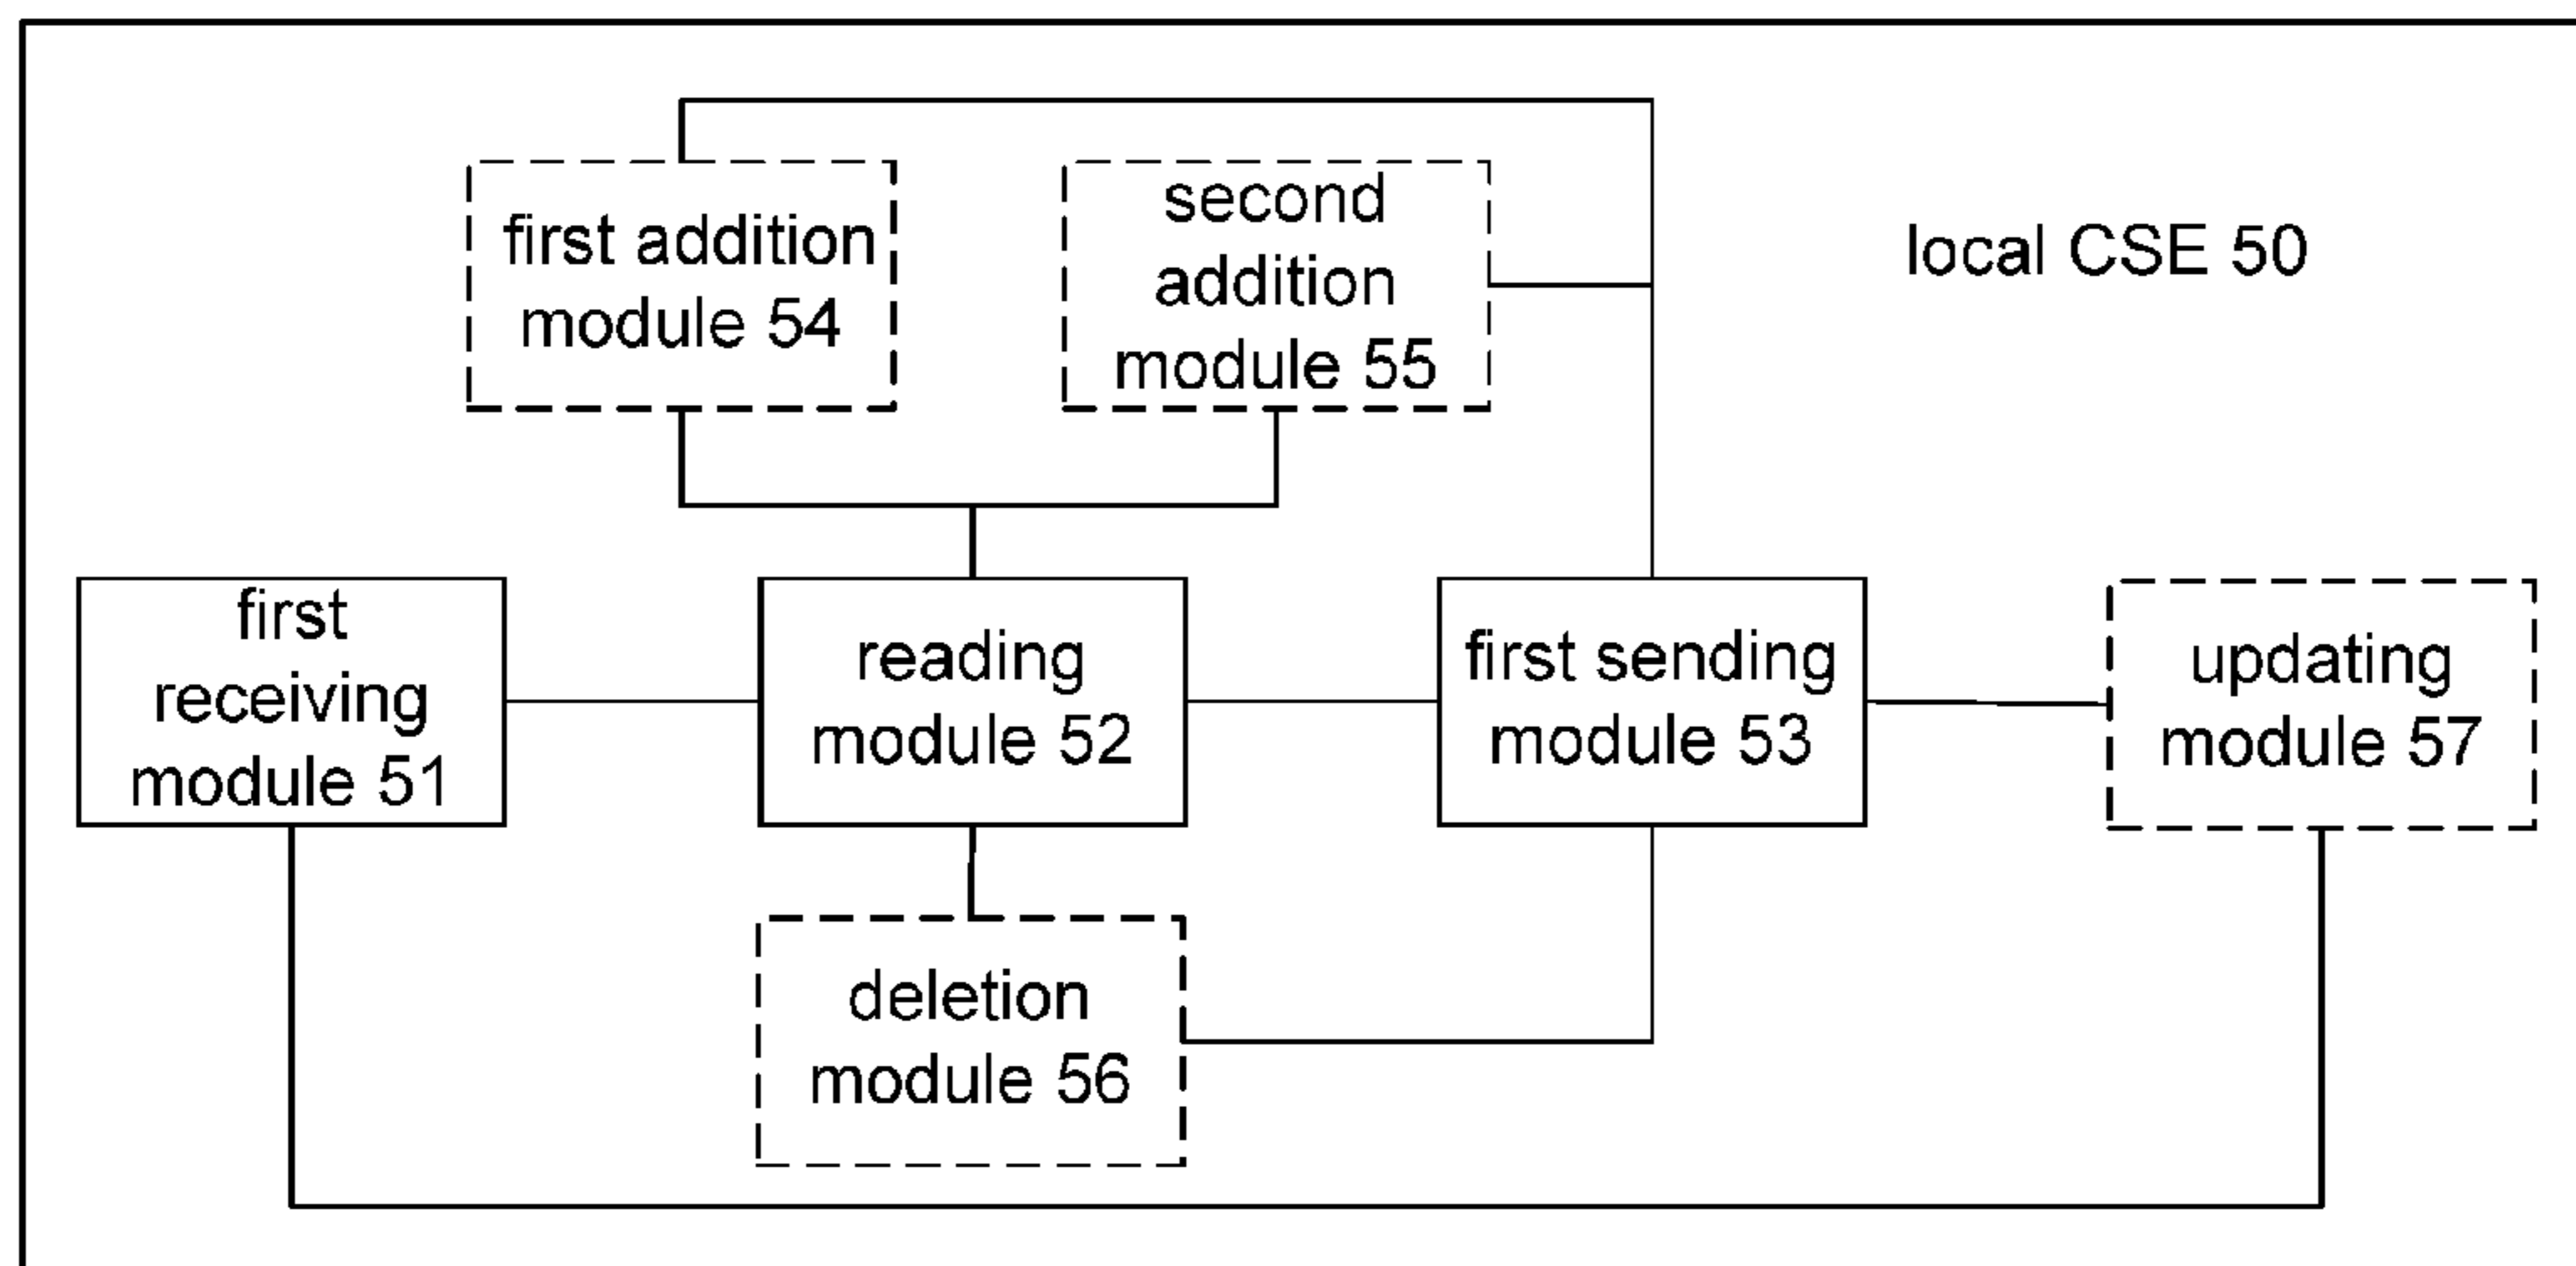 first addition
module 54
second
addition
module 55
local CSE 50
first
receiving
module 51
reading
module 52
first sending
module 53
updating
module 57
deletion
module 56